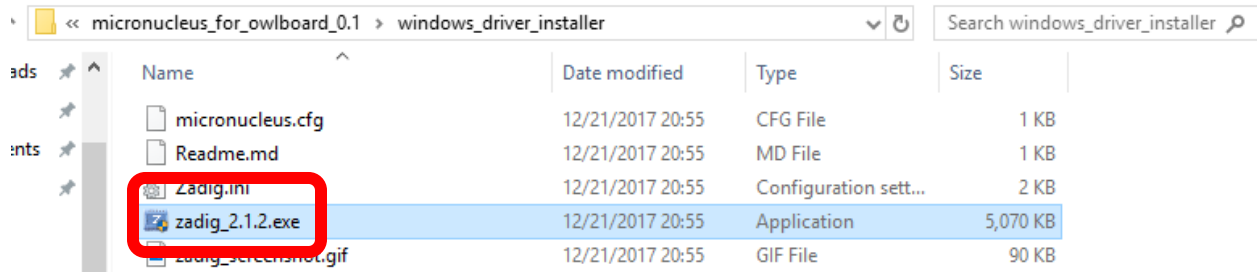 « micronucleus_for_owlboard_0.1 › windows_driver_installer Search windows_driver_installer
ads Name Date modified Type Size
micronucleus.cfg 12/21/2017 20:55 CFG File 1 KB
ents Readme.md 12/21/2017 20:55 MD File 1 KB
Zadig.ini 12/21/2017 20:55 Configuration sett... 2 KB
zadig_2.1.2.exe 12/21/2017 20:55 Application 5,070 KB
zadig_screenshot.gif 12/21/2017 20:55 GIF File 90 KB